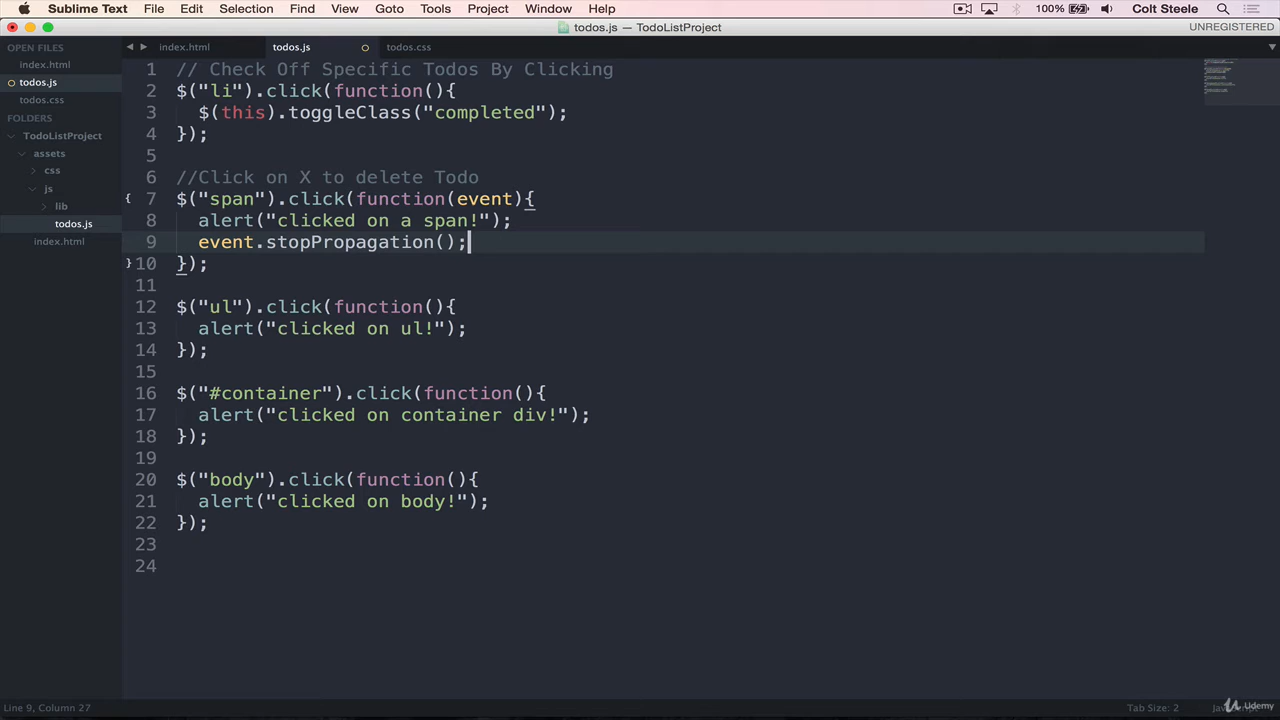 Sublime Text File Edit Selection Find View Goto Tools Project Window Help 100% Colt Steele
todos.js — TodoListProject UNREGISTERED
OPEN FILES
index.html
todos.js
todos.css
FOLDERS
TodoListProject
assets
css
js
lib
todos.js
index.html
index.html todos.js todos.css
1 // Check Off Specific Todos By Clicking
2 $("li").click(function(){
3 $(this).toggleClass("completed");
4 });
5
6 //Click on X to delete Todo
7 $("span").click(function(event){
8 alert("clicked on a span!");
9 event.stopPropagation();
10 });
11
12 $("ul").click(function(){
13 alert("clicked on ul!");
14 });
15
16 $("#container").click(function(){
17 alert("clicked on container div!");
18 });
19
20 $("body").click(function(){
21 alert("clicked on body!");
22 });
23
24
Line 9, Column 27 Tab Size: 2
Udemy